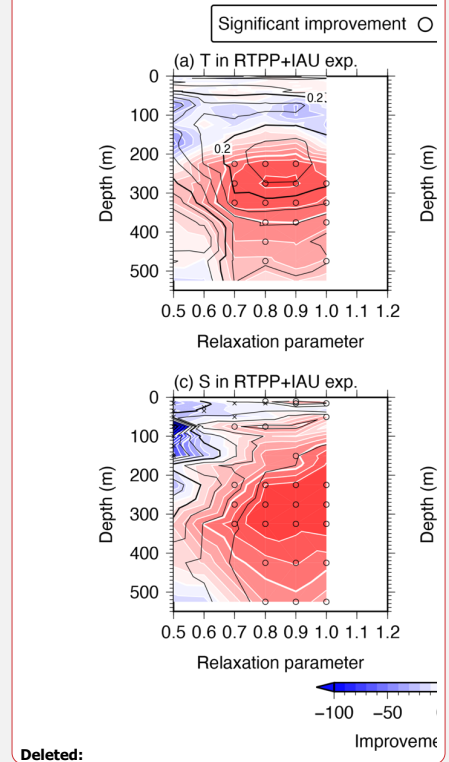 Significant improvement
(a) T in RTPP+IAU exp.
0
100
200
300
400
500
Depth (m)
Depth (m)
0.2
0.2
0.5 0.6 0.7 0.8 0.9 1.0 1.1 1.2
Relaxation parameter
(c) S in RTPP+IAU exp.
0
100
200
300
400
500
Depth (m)
Depth (m)
0.5 0.6 0.7 0.8 0.9 1.0 1.1 1.2
Relaxation parameter
−100 −50
Improveme
Deleted: